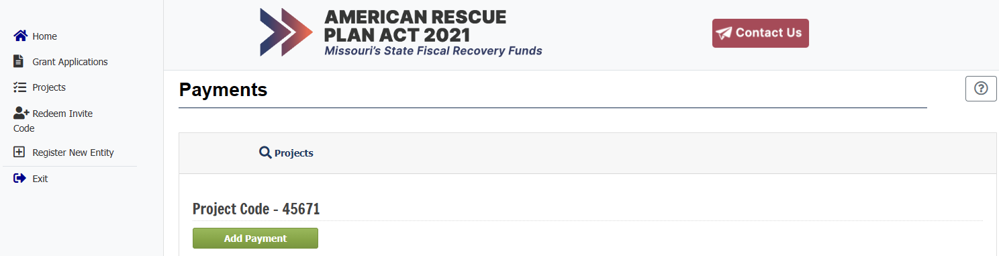 Home
Grant Applications
Projects
Redeem Invite
Code
Register New Entity
Exit
AMERICAN RESCUE
PLAN ACT 2021
Missouri's State Fiscal Recovery Funds
Contact Us
Payments
?
Projects
Project Code - 45671
Add Payment